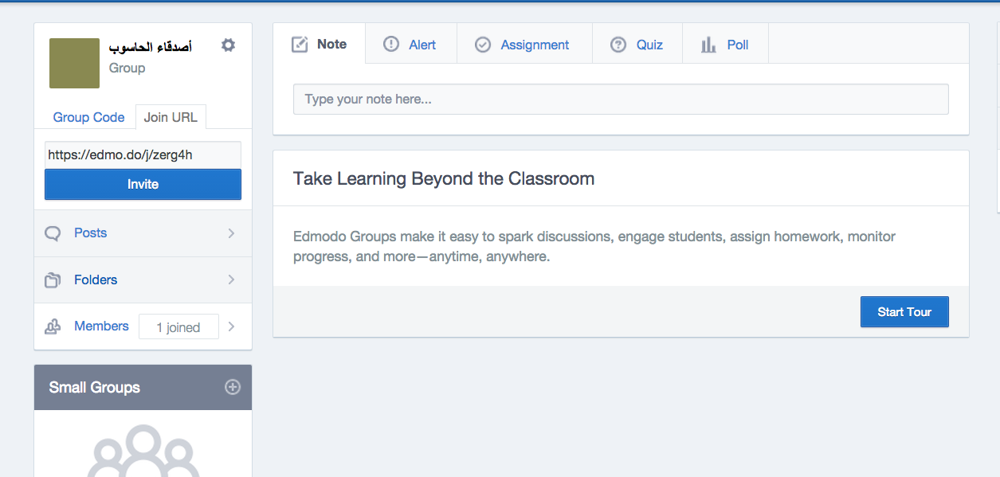 أصدقاء الحاسوب
Group
Group Code
Join URL
https://edmo.do/j/zerg4h
Invite
Posts
Folders
Members
1 joined
Small Groups
Note
Alert
Assignment
Quiz
Poll
Type your note here...
Take Learning Beyond the Classroom
Edmodo Groups make it easy to spark discussions, engage students, assign homework, monitor
progress, and more—anytime, anywhere.
Start Tour